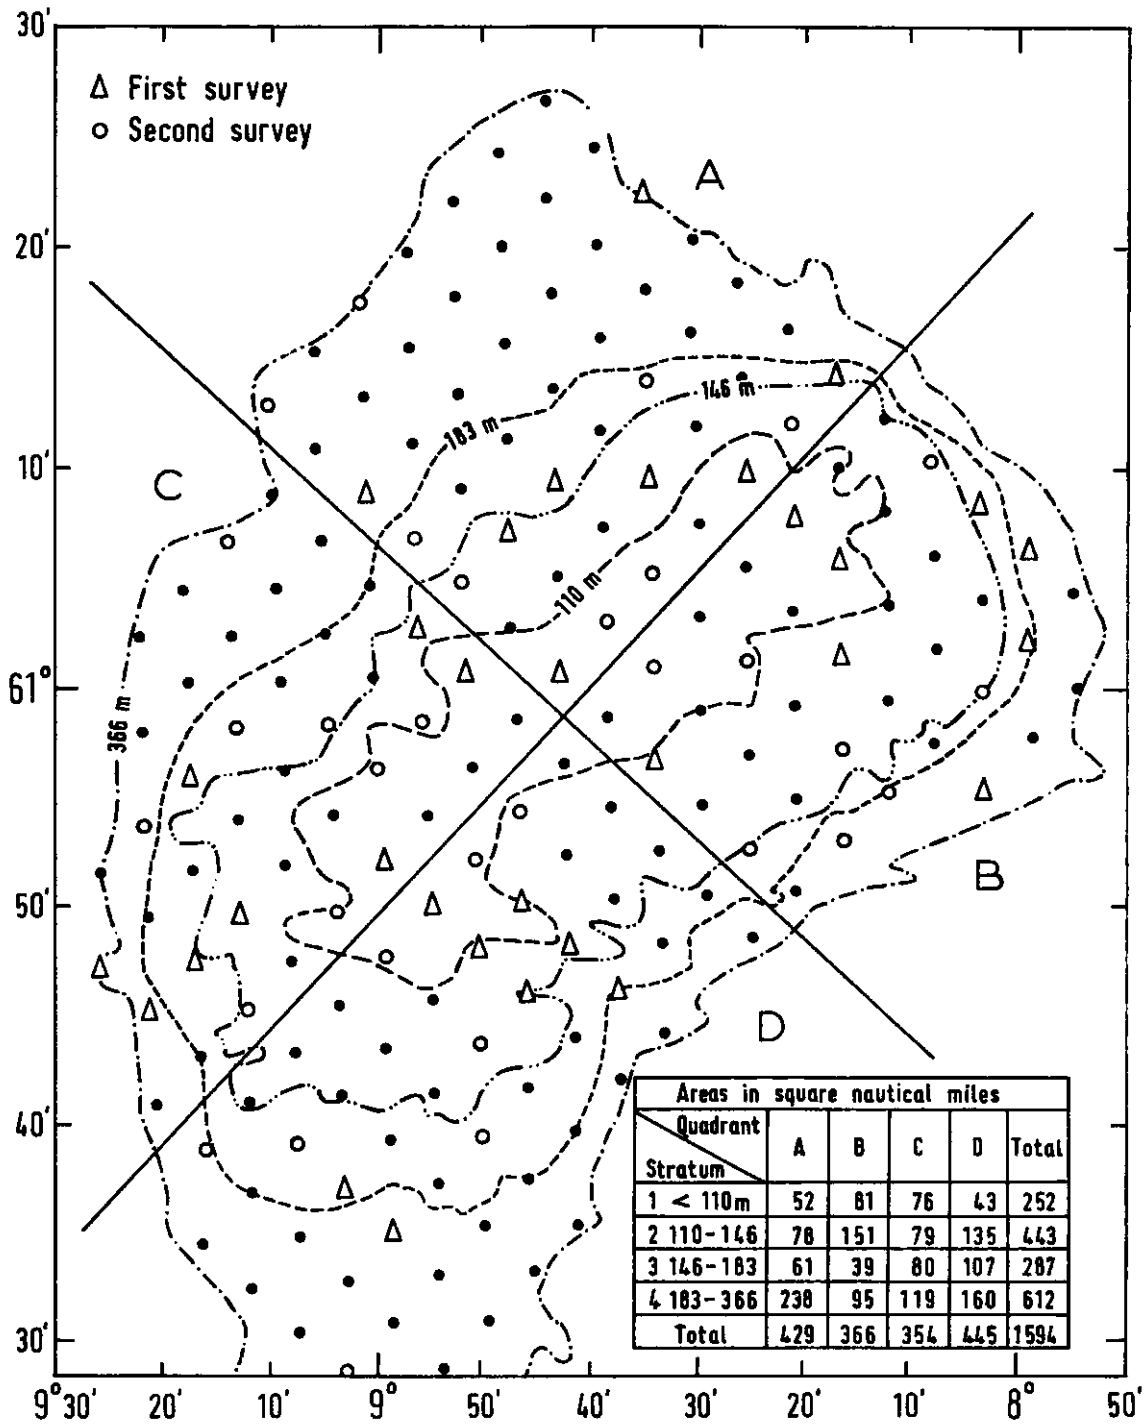 30'
△ First survey
○ Second survey
A
20'
146 m
183 m
10'
C
110 m
61°
366 m
B
50'
D
40'
30'
Areas in square nautical miles
Quadrant
Stratum A B C D Total
1 < 110m 52 81 76 43 252
2 110-146 78 151 79 135 443
3 146-183 61 39 80 107 287
4 183-366 238 95 119 160 612
Total 429 366 354 445 1594
9° 30' 20' 10' 9° 50' 40' 30' 20' 10' 8° 50'